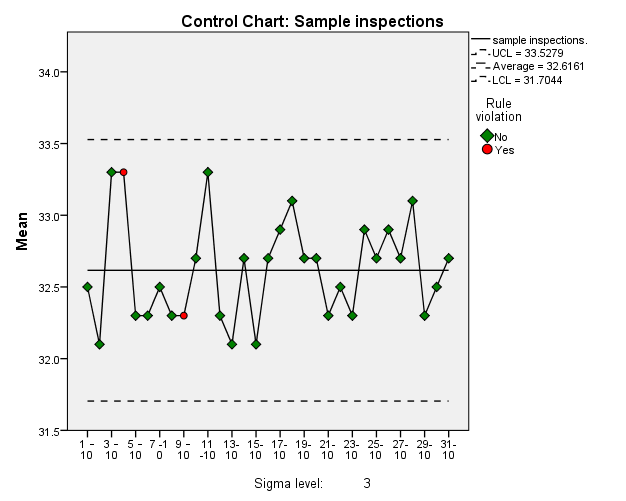 Control Chart: Sample inspections
sample inspections.
UCL = 33.5279
Average = 32.6161
LCL = 31.7044
Rule
violation
No
Yes
Mean
34.0
33.5
33.0
32.5
32.0
31.5
1 - 3 - 5 - 7 -1 9 - 11 13- 15- 17- 19- 21- 23- 25- 27- 29- 31-
10 10 10 0 10 -10 10 10 10 10 10 10 10 10 10 10
Sigma level: 3